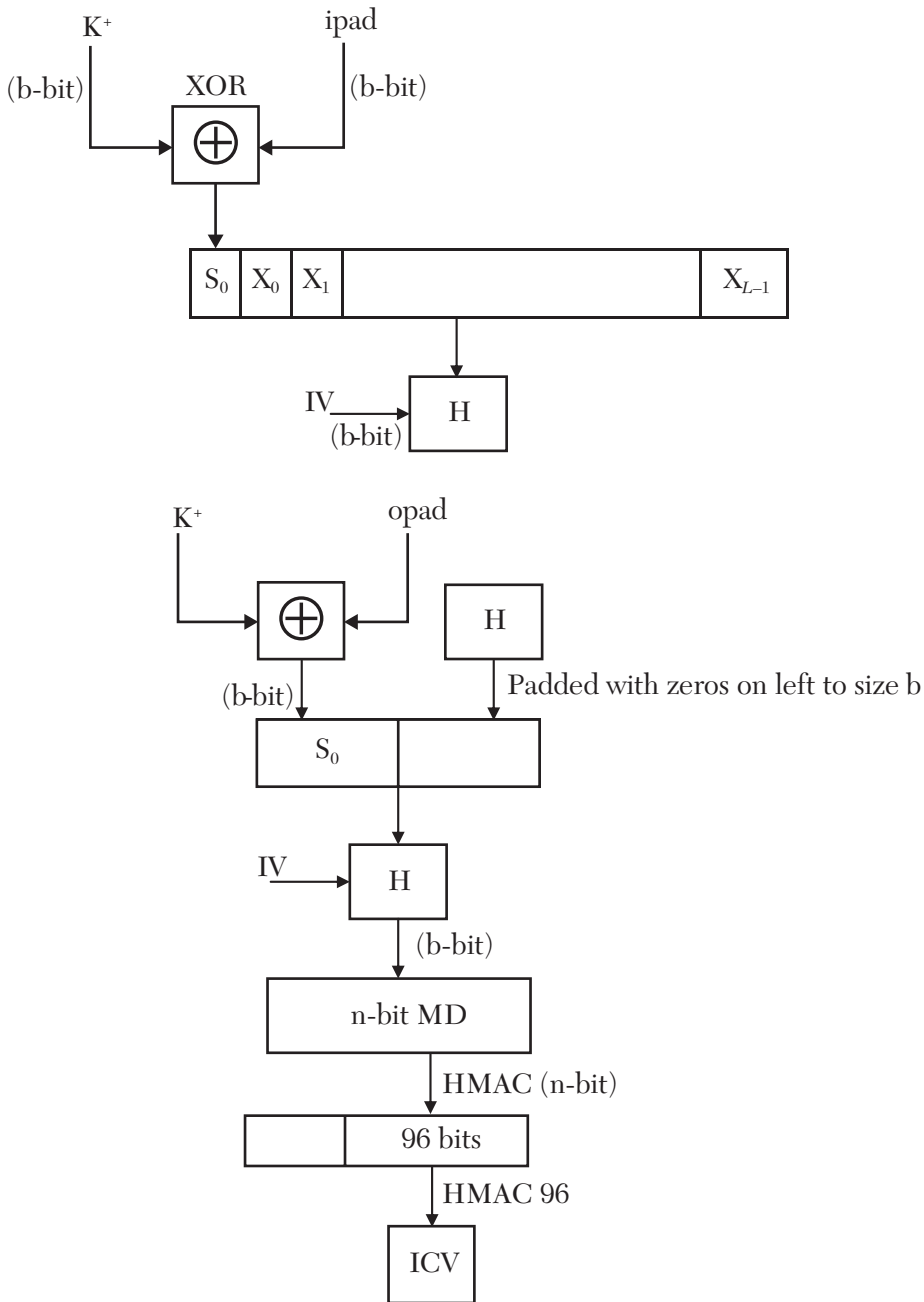 K⁺ ipad
(b-bit) XOR (b-bit)
S₀ X₀ X₁ X_{L–1}
IV H
(b-bit)
K⁺ opad
H
(b-bit) Padded with zeros on left to size b
S₀
IV H
(b-bit)
n-bit MD
HMAC (n-bit)
96 bits
HMAC 96
ICV